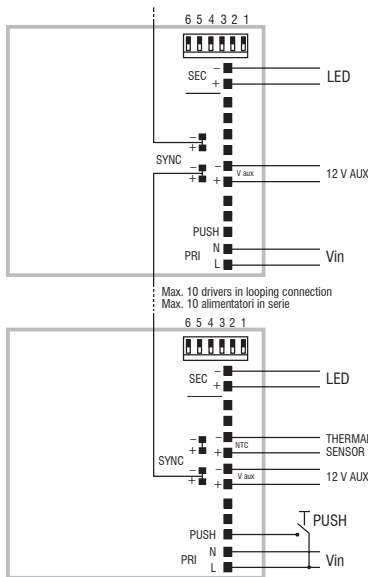 6 5 4 3 2 1
-
SEC
+
LED
-
+
SYNC
-
+
-
V aux
+
12 V AUX
PUSH
N
PRI
L
Vin
Max. 10 drivers in looping connection
Max. 10 alimentatori in serie
6 5 4 3 2 1
-
SEC
+
LED
-
+
SYNC
-
+
-
NTC
+
THERMAL
SENSOR
-
V aux
+
12 V AUX
PUSH
PUSH
N
PRI
L
Vin